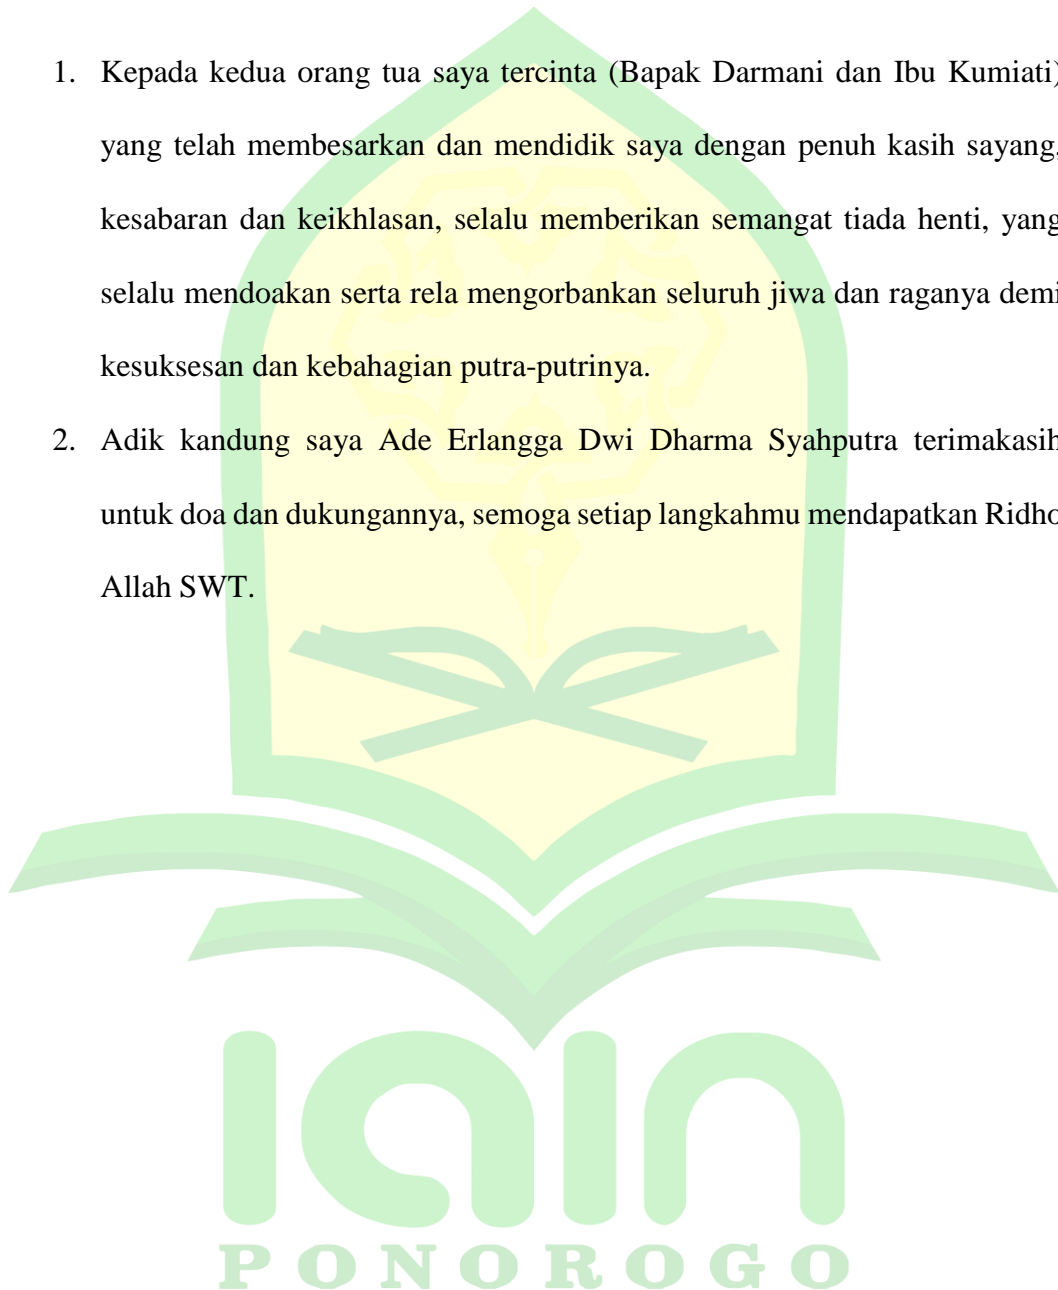 1. Kepada kedua orang tua saya tercinta (Bapak Darmani dan Ibu Kumiati)
yang telah membesarkan dan mendidik saya dengan penuh kasih sayang,
kesabaran dan keikhlasan, selalu memberikan semangat tiada henti, yang
selalu mendoakan serta rela mengorbankan seluruh jiwa dan raganya demi
kesuksesan dan kebahagian putra-putrinya.
2. Adik kandung saya Ade Erlangga Dwi Dharma Syahputra terimakasih
untuk doa dan dukungannya, semoga setiap langkahmu mendapatkan Ridho
Allah SWT.
IAIN
PONOROGO